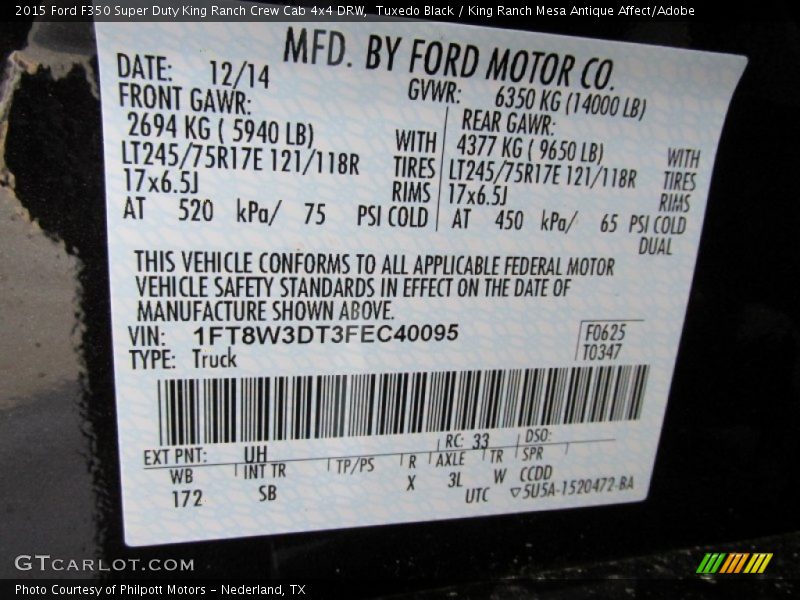 2015 Ford F350 Super Duty King Ranch Crew Cab 4x4 DRW, Tuxedo Black / King Ranch Mesa Antique Affect/Adobe
MFD. BY FORD MOTOR CO.
DATE: 12/14
GVWR: 6350 KG (14000 LB)
FRONT GAWR:
2694 KG ( 5940 LB) WITH
LT245/75R17E 121/118R TIRES
17x6.5J RIMS
AT 520 kPa/ 75 PSI COLD
REAR GAWR:
4377 KG ( 9650 LB) WITH
LT245/75R17E 121/118R TIRES
17x6.5J RIMS
AT 450 kPa/ 65 PSI COLD
DUAL
THIS VEHICLE CONFORMS TO ALL APPLICABLE FEDERAL MOTOR
VEHICLE SAFETY STANDARDS IN EFFECT ON THE DATE OF
MANUFACTURE SHOWN ABOVE.
VIN: 1FT8W3DT3FEC40095
TYPE: Truck
F0625
T0347
EXT PNT: UH RC: 33 DSO:
WB INT TR TP/PS R AXLE TR SPR
172 SB X 3L W CCDD
UTC ▽5U5A-1520472-BA
GTCARLOT.COM
Photo Courtesy of Philpott Motors – Nederland, TX